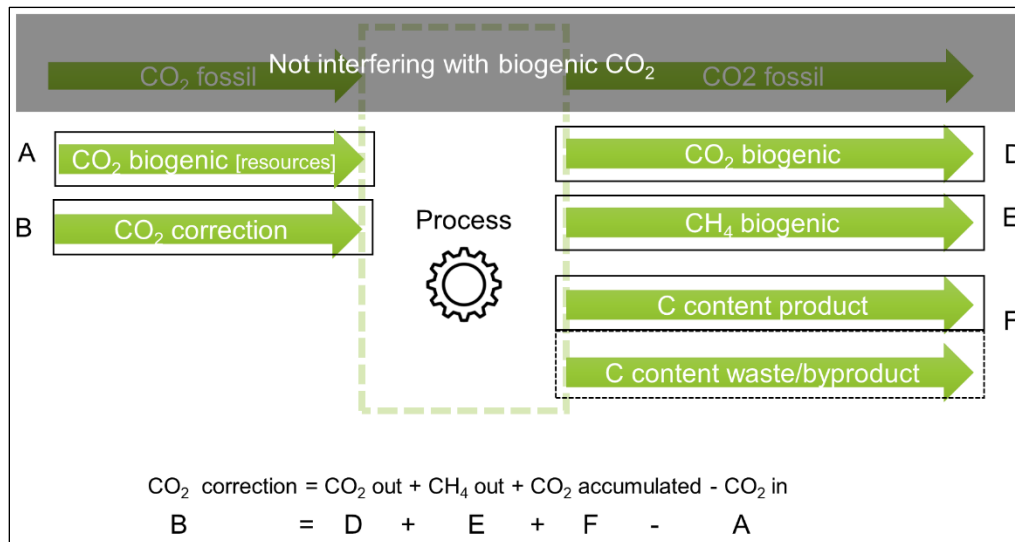 Not interfering with biogenic CO₂
CO₂ fossil
CO2 fossil
A
CO₂ biogenic [resources]
CO₂ biogenic
D
B
CO₂ correction
Process
CH₄ biogenic
E
C content product
F
C content waste/byproduct
CO₂ correction = CO₂ out + CH₄ out + CO₂ accumulated - CO₂ in
B = D + E + F - A